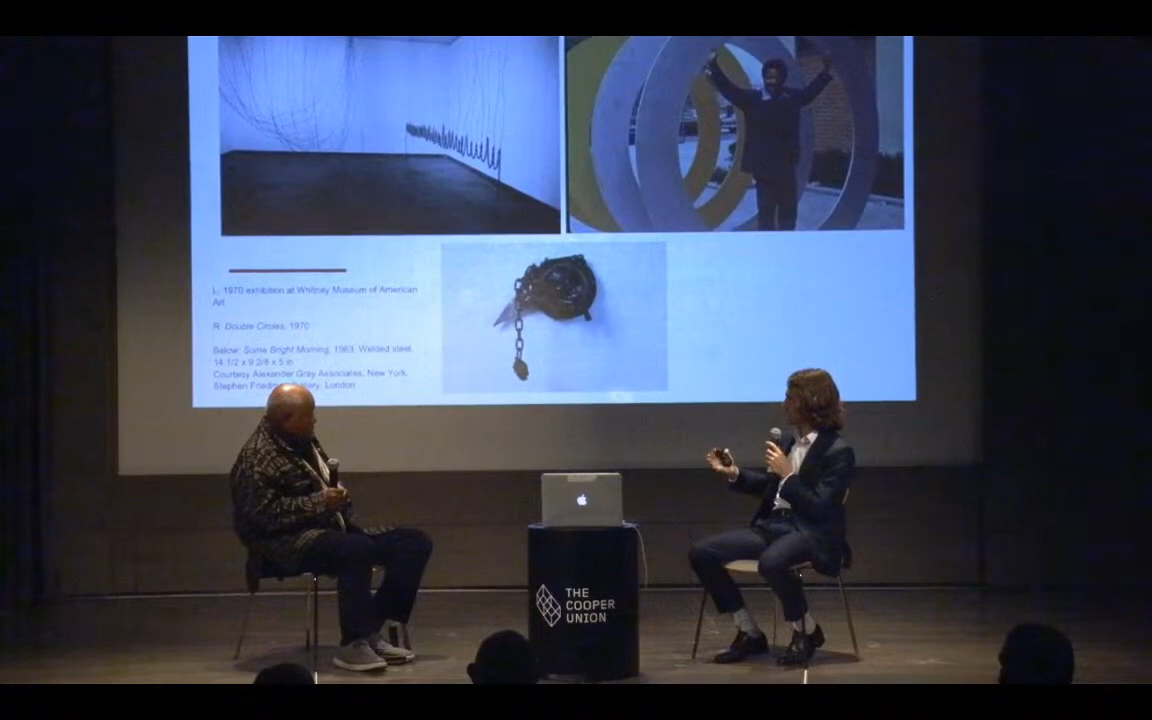 L. 1970 exhibition at Whitney Museum of American
Art
R. Double Circles, 1970
Below: Some Bright Morning, 1963. Welded steel,
14 1/2 x 9 2/8 x 5 in
Courtesy Alexander Gray Associates, New York,
Stephen Friedman Gallery, London
THE
COOPER
UNION